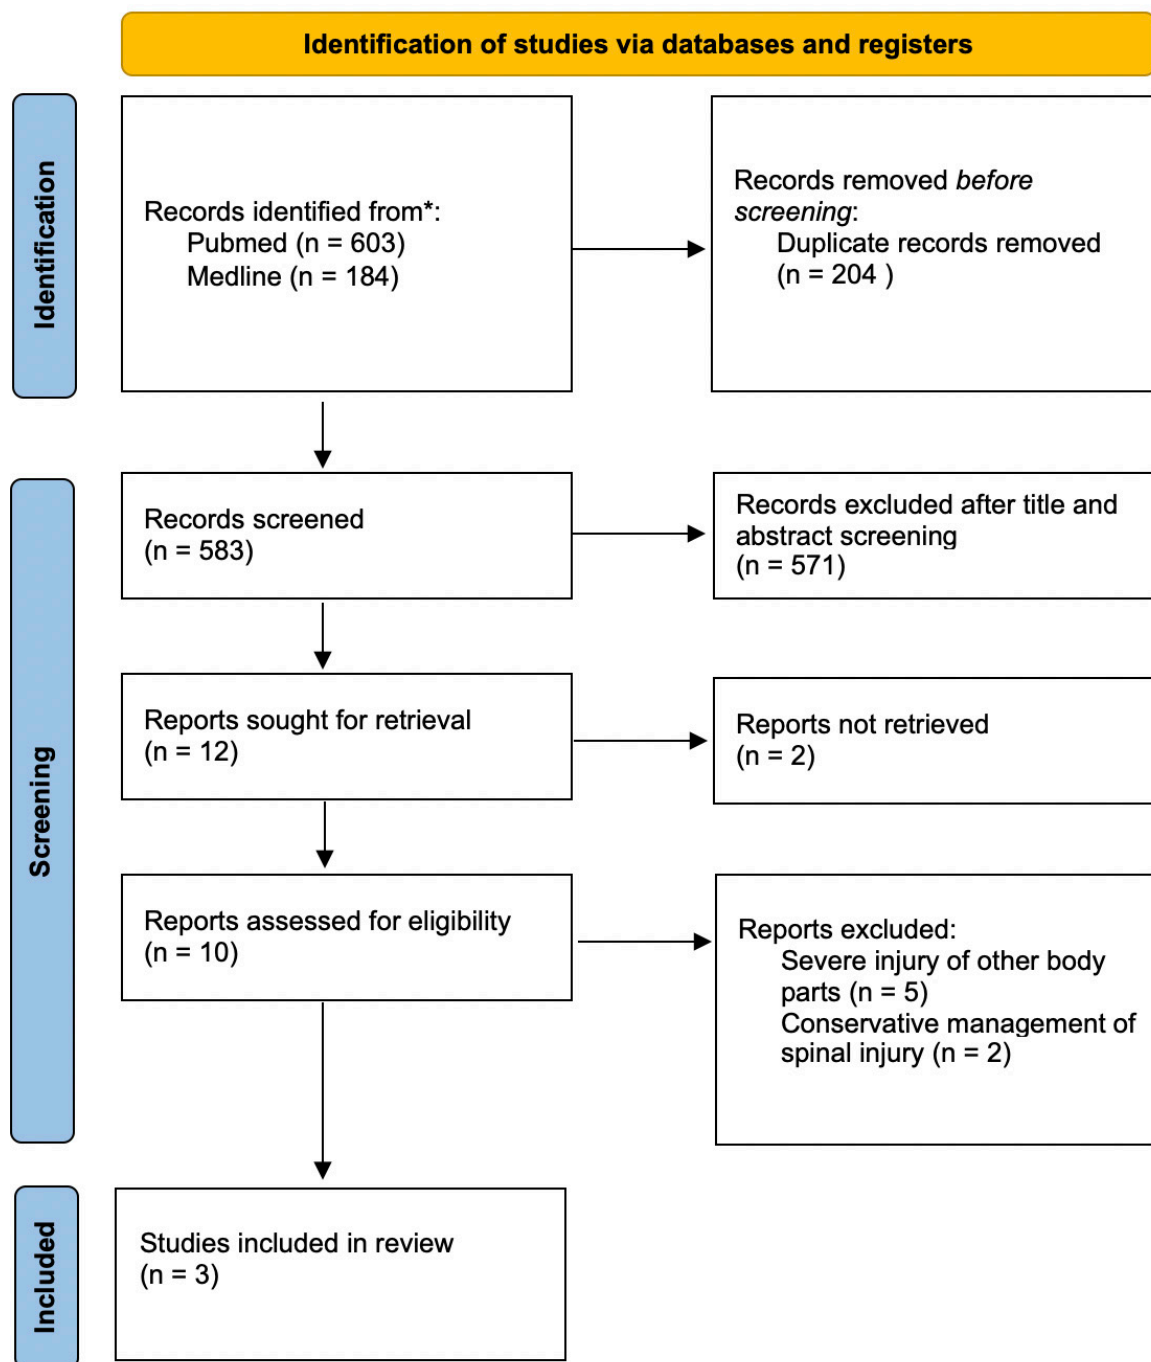 Identification of studies via databases and registers
Identification
Records identified from*:
Pubmed (n = 603)
Medline (n = 184)
Records removed before
screening:
Duplicate records removed
(n = 204 )
Screening
Records screened
(n = 583)
Records excluded after title and
abstract screening
(n = 571)
Reports sought for retrieval
(n = 12)
Reports not retrieved
(n = 2)
Reports assessed for eligibility
(n = 10)
Reports excluded:
Severe injury of other body
parts (n = 5)
Conservative management of
spinal injury (n = 2)
Included
Studies included in review
(n = 3)